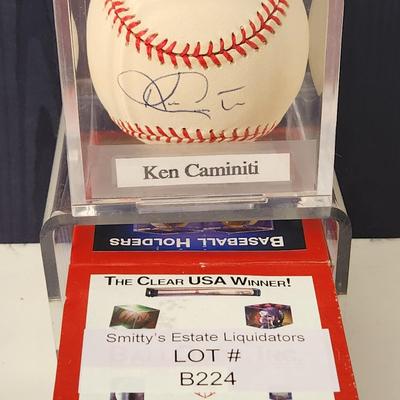 Ken Caminiti
BASEBALL HOLDERS
THE CLEAR USA WINNER!
Smitty's Estate Liquidators
LOT #
B224